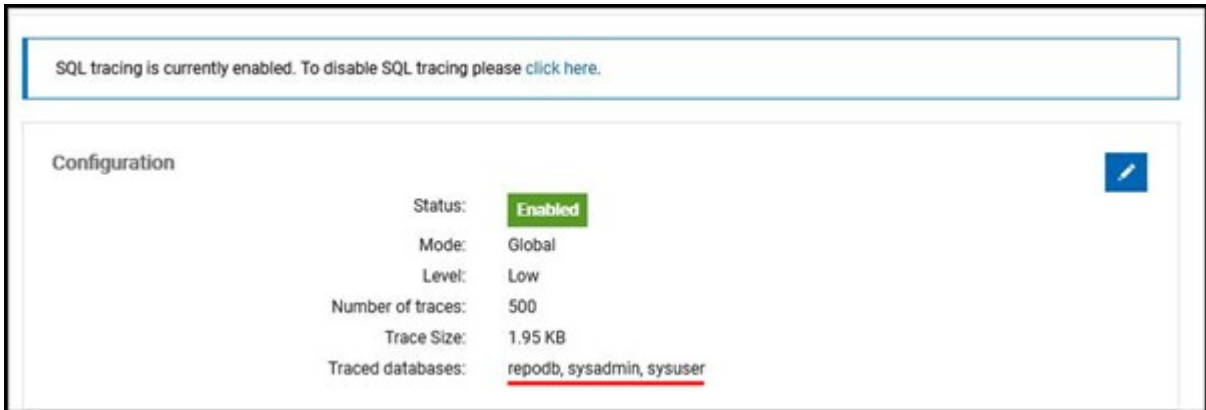 SQL tracing is currently enabled. To disable SQL tracing please click here.
Configuration
Status: Enabled
Mode: Global
Level: Low
Number of traces: 500
Trace Size: 1.95 KB
Traced databases: repodb, sysadmin, sysuser